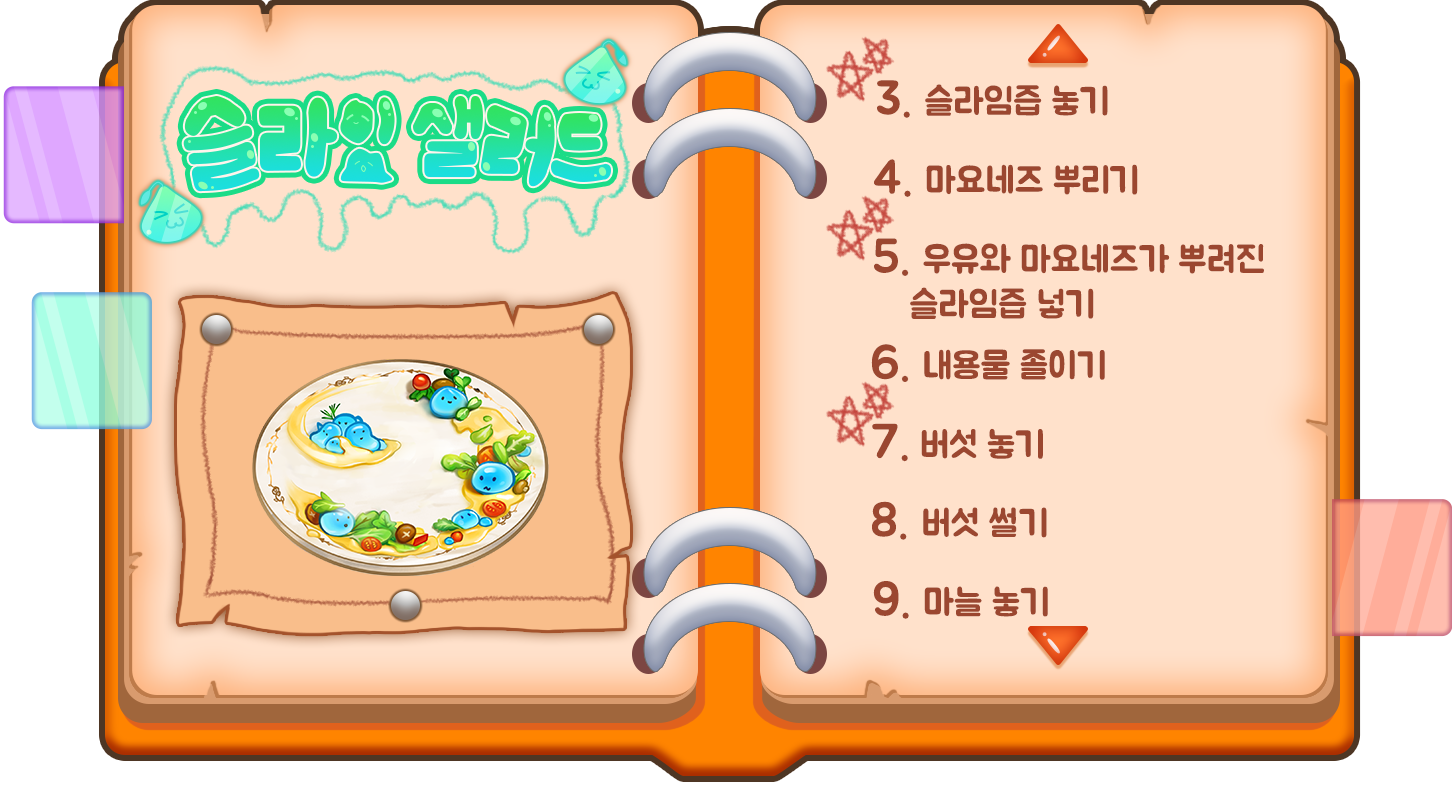 슬라임 샐러드
3. 슬라임즙 놓기
4. 마요네즈 뿌리기
5. 우유와 마요네즈가 뿌려진
슬라임즙 넣기
6. 내용물 졸이기
7. 버섯 놓기
8. 버섯 썰기
9. 마늘 놓기